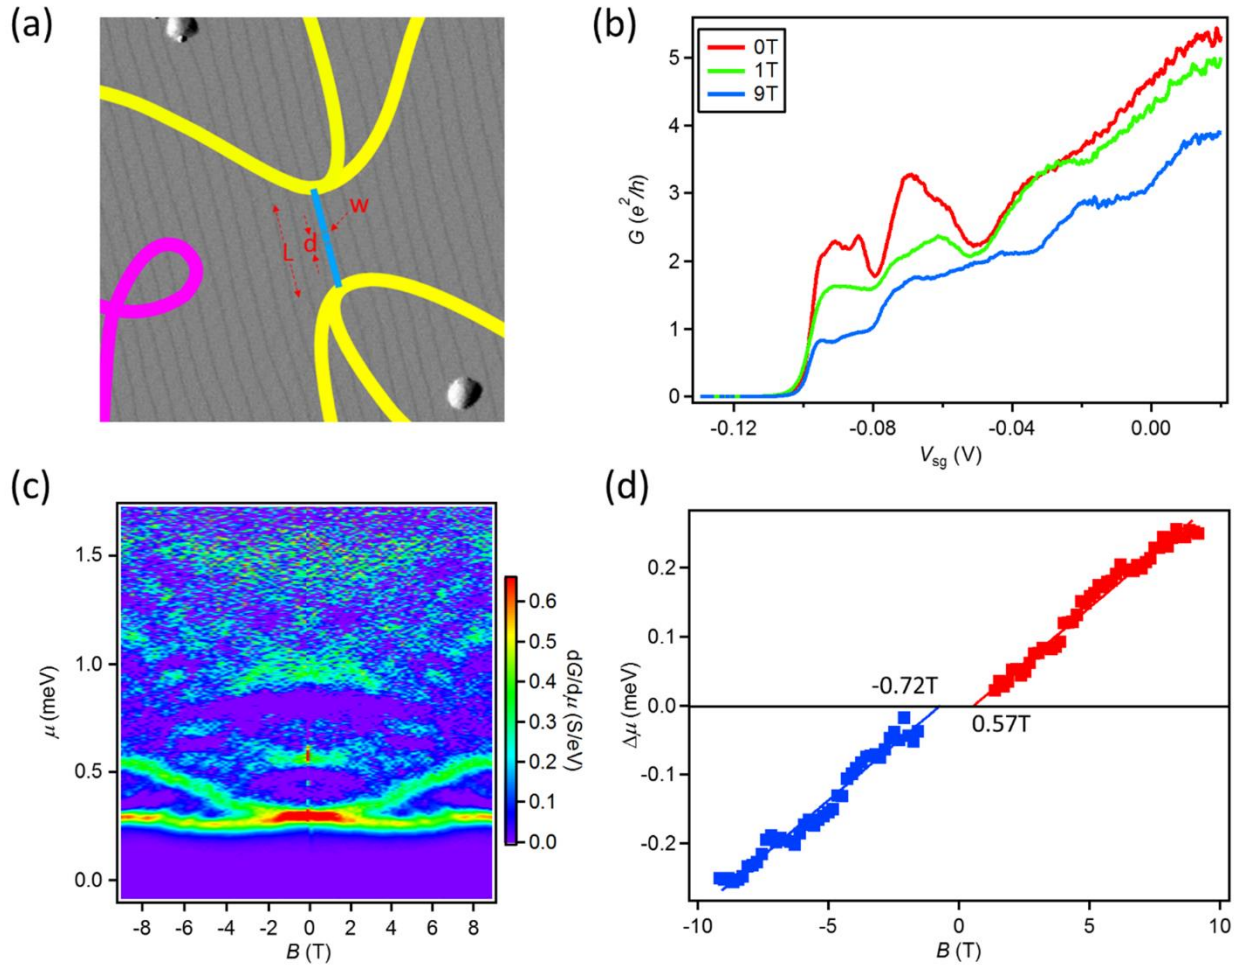 (a)
w
d
L
(b)
0T
1T
9T
G (e²/h)
5
4
3
2
1
0
-0.12
-0.08
-0.04
0.00
Vsg (V)
(c)
μ (meV)
1.5
1.0
0.5
0.0
-8
-6
-4
-2
0
2
4
6
8
B (T)
0.6
0.5
0.4
0.3
0.2
0.1
0.0
dG/dμ (S/eV)
(d)
Δμ (meV)
0.2
0.1
0.0
-0.1
-0.2
-0.72T
0.57T
-10
-5
0
5
10
B (T)